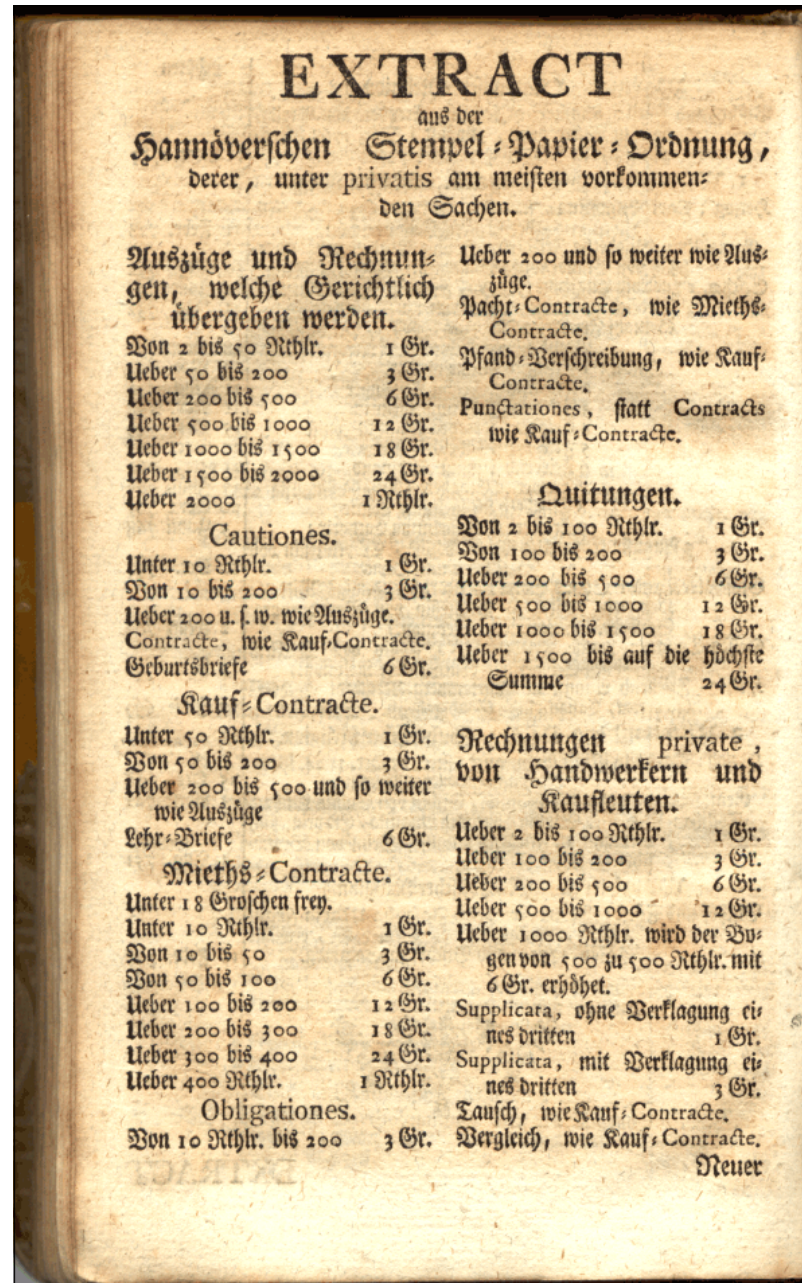 EXTRACT
aus der
Hannöverschen Stempel-Papier-Ordnung,
derer, unter privatis am meisten vorkommen-
den Sachen.
Auszüge und Rechnun-
gen, welche Gerichtlich
übergeben werden.
Von 2 bis 50 Rthlr. 1 Gr.
Ueber 50 bis 200 3 Gr.
Ueber 200 bis 500 6 Gr.
Ueber 500 bis 1000 12 Gr.
Ueber 1000 bis 1500 18 Gr.
Ueber 1500 bis 2000 24 Gr.
Ueber 2000 1 Rthlr.
Cautiones.
Unter 10 Rthlr. 1 Gr.
Von 10 bis 200 3 Gr.
Ueber 200 u. s. w. wie Auszüge.
Contracte, wie Kauf-Contracte.
Geburtsbriefe 6 Gr.
Kauf-Contracte.
Unter 50 Rthlr. 1 Gr.
Von 50 bis 200 3 Gr.
Ueber 200 bis 500 und so weiter
wie Auszüge
Lehr-Briefe 6 Gr.
Mieths-Contracte.
Unter 18 Groschen frey.
Unter 10 Rthlr. 1 Gr.
Von 10 bis 50 3 Gr.
Von 50 bis 100 6 Gr.
Ueber 100 bis 200 12 Gr.
Ueber 200 bis 300 18 Gr.
Ueber 300 bis 400 24 Gr.
Ueber 400 Rthlr. 1 Rthlr.
Obligationes.
Von 10 Rthlr. bis 200 3 Gr.
Ueber 200 und so weiter wie Aus-
züge.
Pacht-Contracte, wie Mieths-
Contracte.
Pfand-Verschreibung, wie Kauf-
Contracte.
Punctationes, statt Contracts
wie Kauf-Contracte.
Quitungen.
Von 2 bis 100 Rthlr. 1 Gr.
Von 100 bis 200 3 Gr.
Ueber 200 bis 500 6 Gr.
Ueber 500 bis 1000 12 Gr.
Ueber 1000 bis 1500 18 Gr.
Ueber 1500 bis auf die höchste
Summe 24 Gr.
Rechnungen private,
von Handwerkern und
Kaufleuten.
Ueber 2 bis 100 Rthlr. 1 Gr.
Ueber 100 bis 200 3 Gr.
Ueber 200 bis 500 6 Gr.
Ueber 500 bis 1000 12 Gr.
Ueber 1000 Rthlr. wird der Bo-
gen von 500 zu 500 Rthlr. mit
6 Gr. erhöhet.
Supplicata, ohne Verklagung ei-
nes dritten 1 Gr.
Supplicata, mit Verklagung ei-
nes dritten 3 Gr.
Tausch, wie Kauf-Contracte.
Vergleich, wie Kauf-Contracte.
Neuer